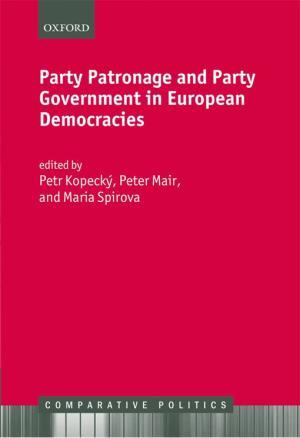 OXFORD
Party Patronage and Party
Government in European
Democracies
edited by
Petr Kopecký, Peter Mair,
and Maria Spirova
COMPARATIVE POLITICS